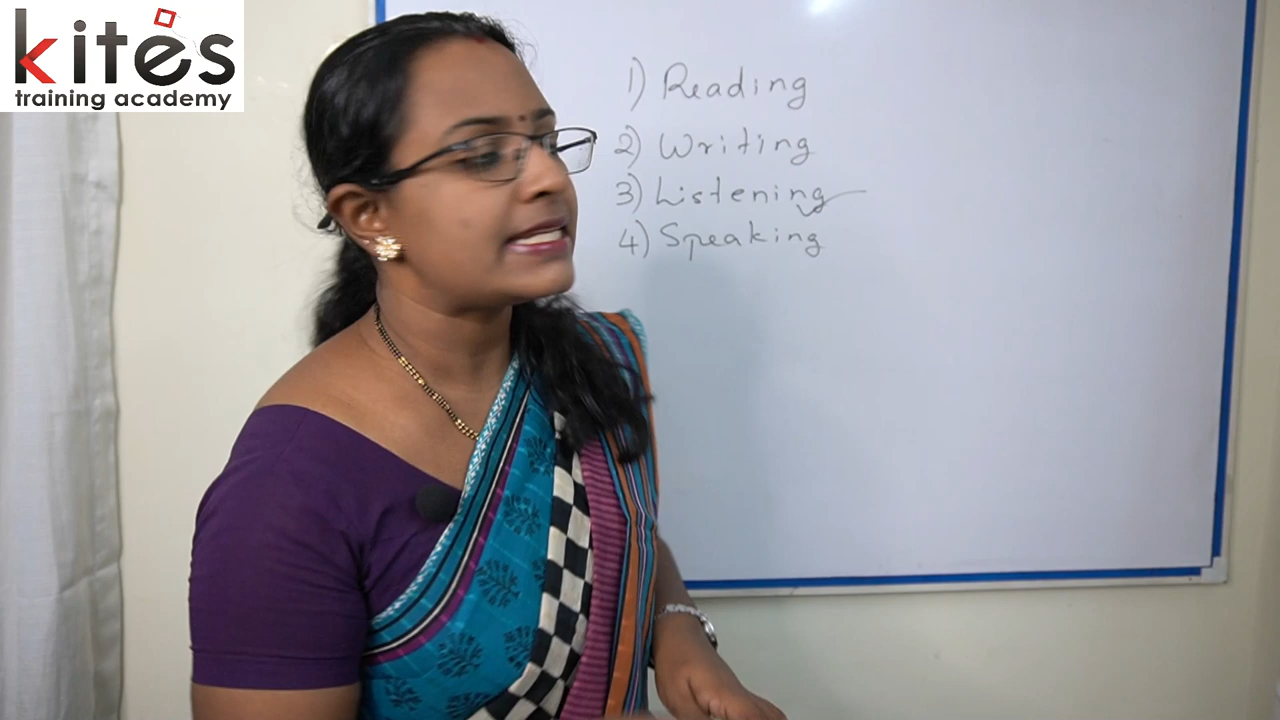 kites
training academy
1) Reading
2) Writing
3) Listening
4) Speaking